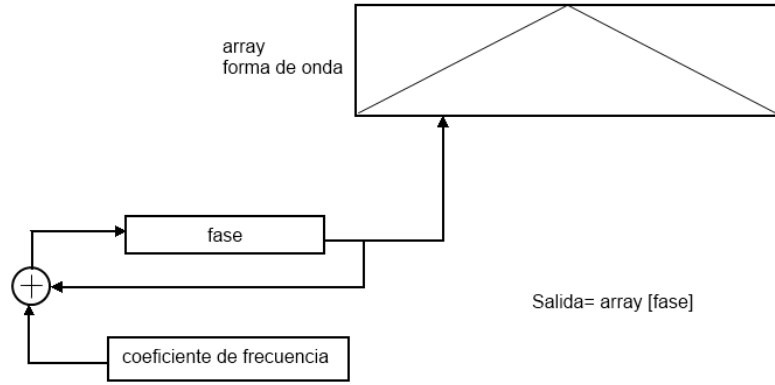 array
forma de onda
fase
Salida= array [fase]
coeficiente de frecuencia